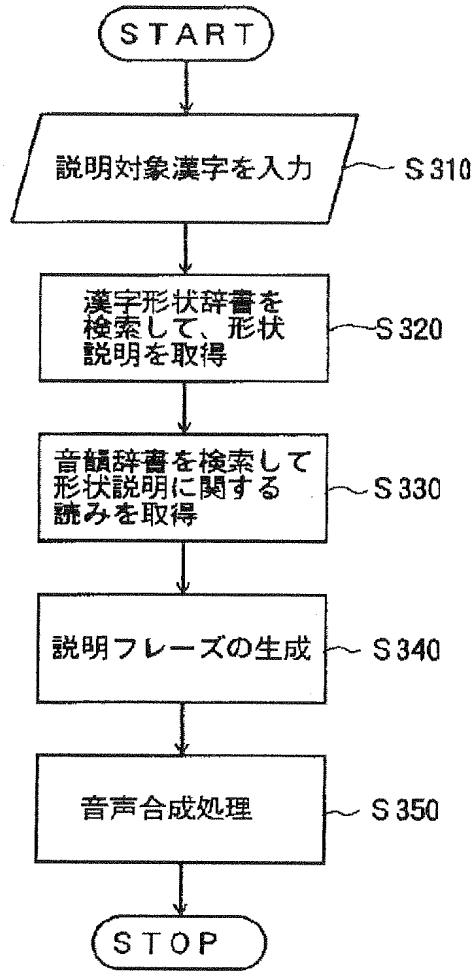 START
説明対象漢字を入力
S310
漢字形状辞書を
検索して、形状
説明を取得
S320
音韻辞書を検索して
形状説明に関する
読みを取得
S330
説明フレーズの生成
S340
音声合成処理
S350
STOP